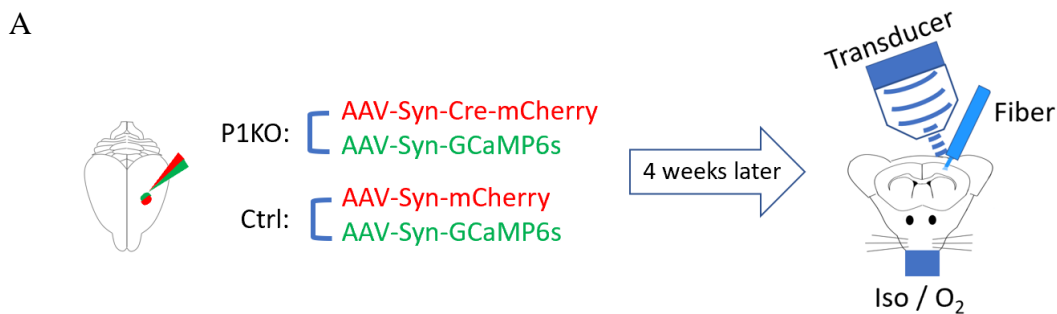 A
P1KO:
AAV-Syn-Cre-mCherry
AAV-Syn-GCaMP6s
Ctrl:
AAV-Syn-mCherry
AAV-Syn-GCaMP6s
4 weeks later
Transducer
Fiber
Iso / O₂